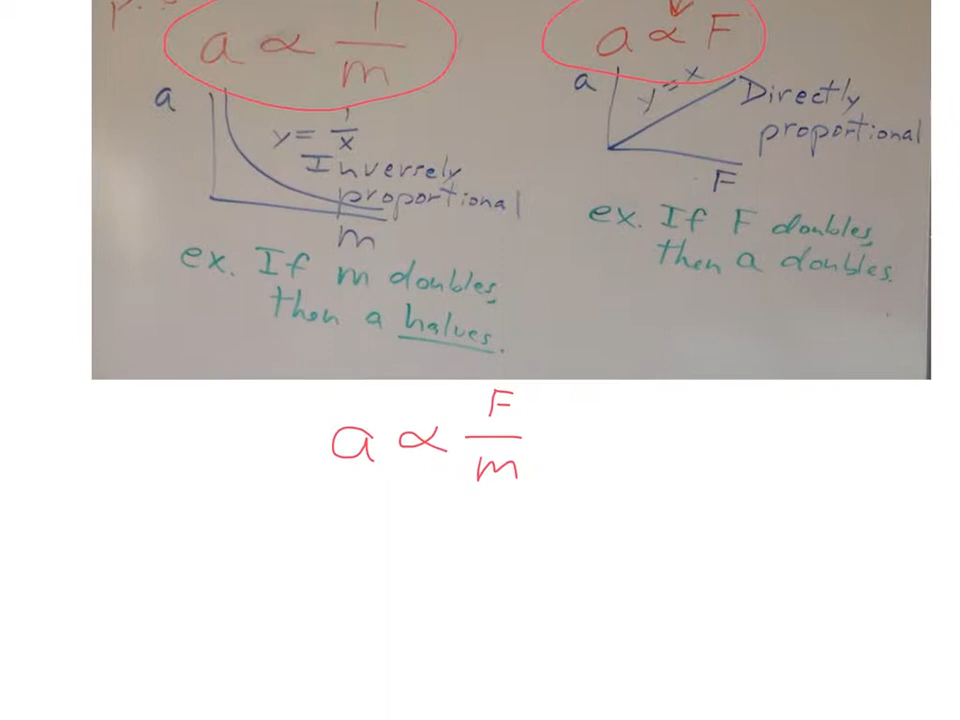 a ∝ 1/m
a ∝ F
a
y = 1/x
Inversely
proportional
m
a
y = x
Directly
proportional
F
ex. If m doubles,
then a halves.
ex. If F doubles,
then a doubles.
a ∝ F/m